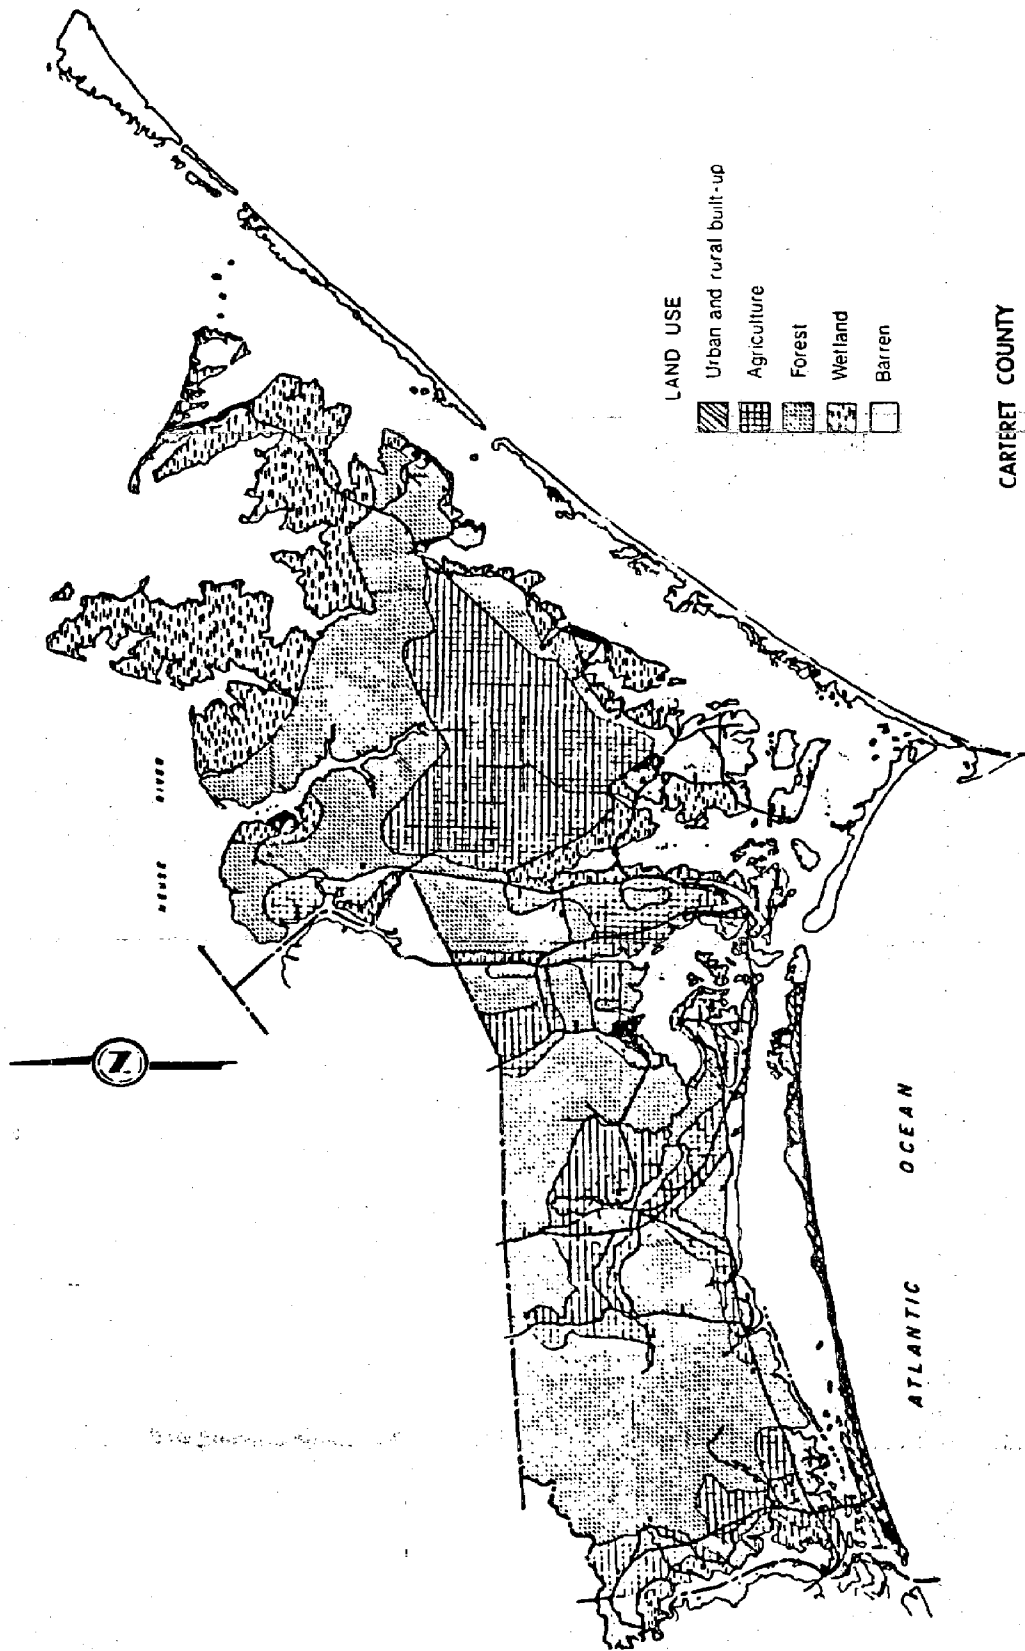 NEUSE RIVER
LAND USE
Urban and rural built-up
Agriculture
Forest
Wetland
Barren
ATLANTIC OCEAN
CARTERET COUNTY